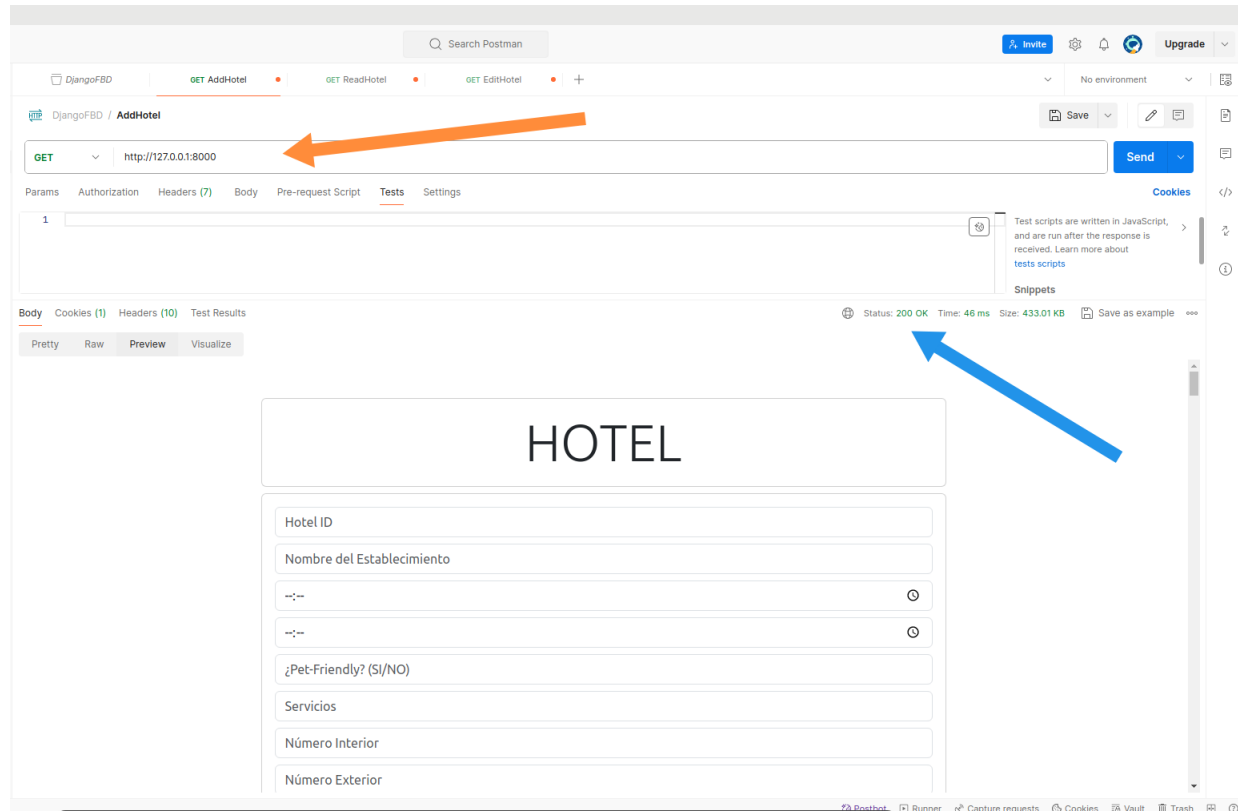 Search Postman
Invite
Upgrade
DjangoFBD
GET AddHotel
GET ReadHotel
GET EditHotel
+
No environment
HTTP DjangoFBD / AddHotel
Save
GET http://127.0.0.1:8000
Send
Params Authorization Headers (7) Body Pre-request Script Tests Settings
Cookies
1
Test scripts are written in JavaScript,
and are run after the response is
received. Learn more about
tests scripts
Snippets
Body Cookies (1) Headers (10) Test Results
Status: 200 OK Time: 46 ms Size: 433.01 KB Save as example
Pretty Raw Preview Visualize
HOTEL
Hotel ID
Nombre del Establecimiento
--:--
--:--
¿Pet-Friendly? (SI/NO)
Servicios
Número Interior
Número Exterior
Postbot Runner Capture requests Cookies Vault Trash